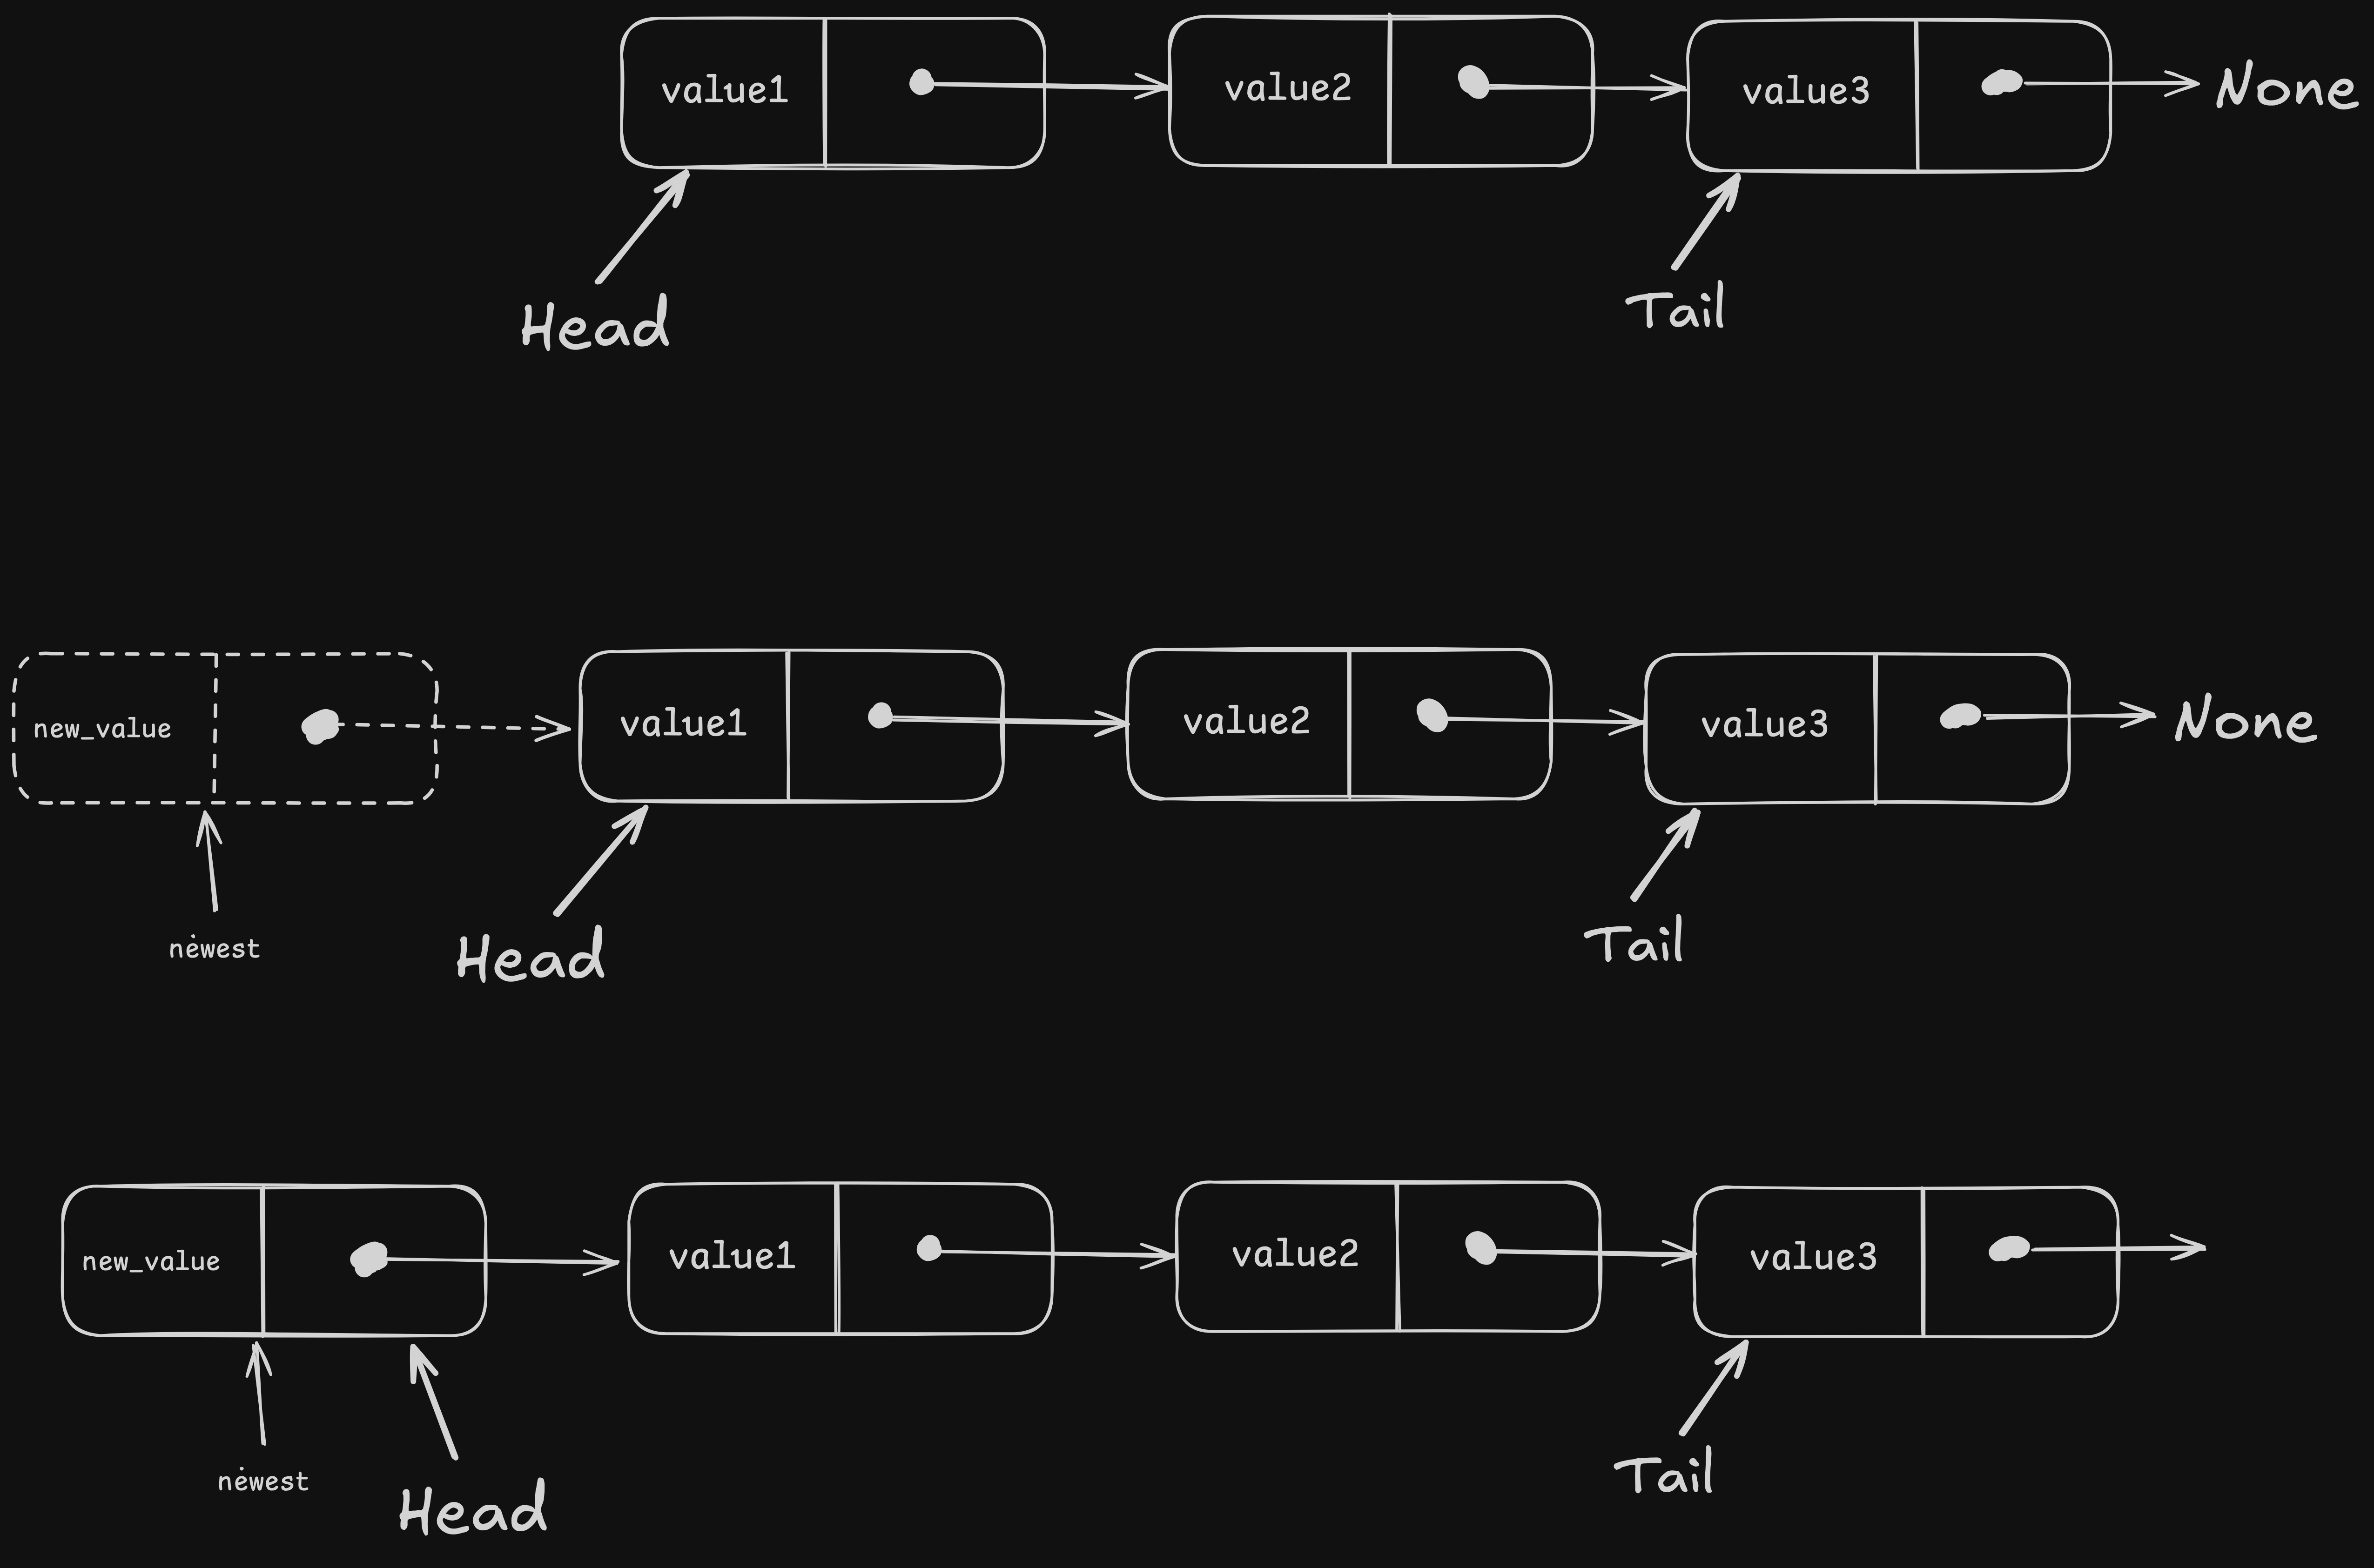 value1 value2 value3 None
Head Tail
new_value value1 value2 value3 None
newest Head Tail
new_value value1 value2 value3
newest Head Tail